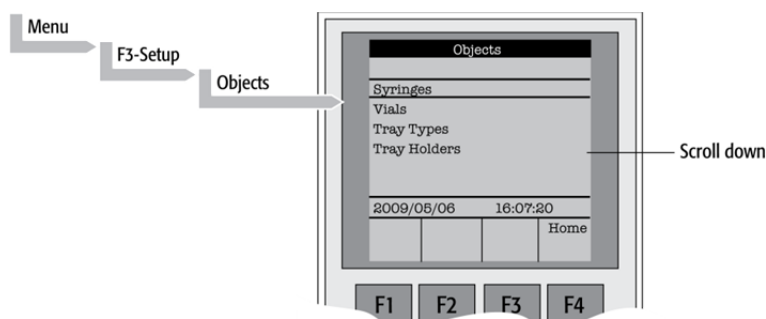 Menu
F3-Setup
Objects
Objects
Syringes
Vials
Tray Types
Tray Holders
Scroll down
2009/05/06 16:07:20
Home
F1 F2 F3 F4